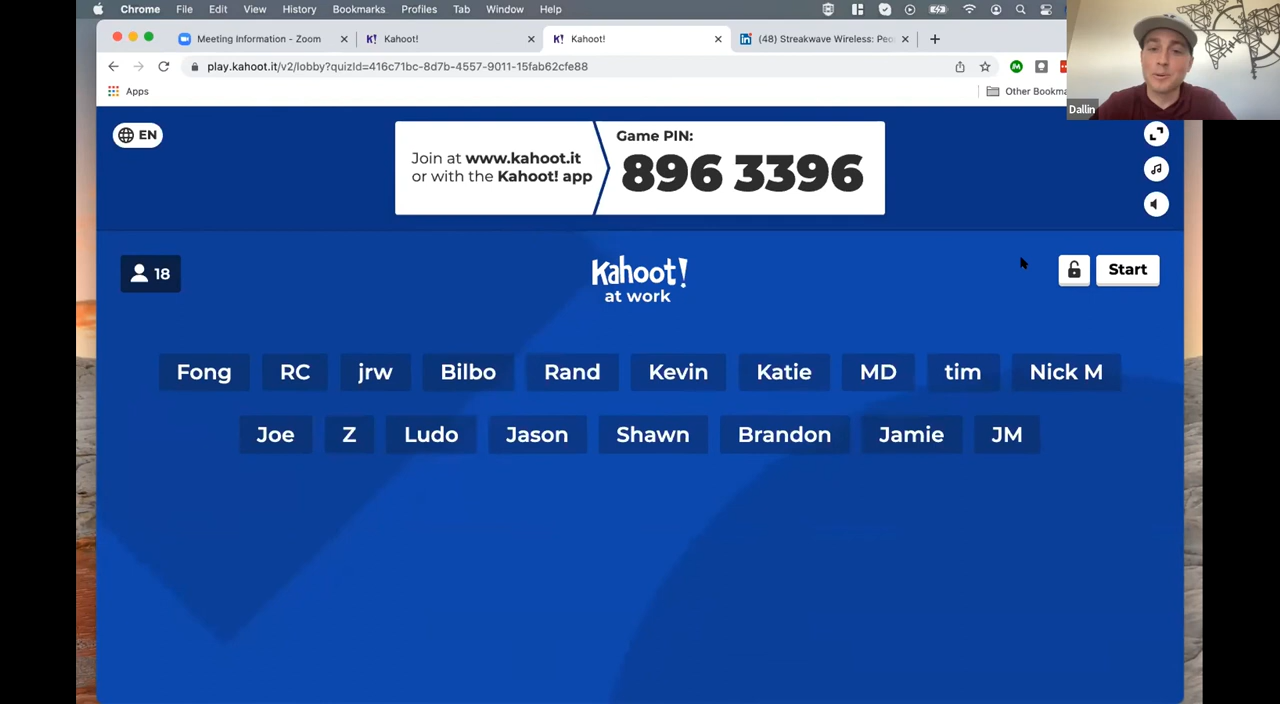 Chrome File Edit View History Bookmarks Profiles Tab Window Help
Meeting Information - Zoom
K! Kahoot!
K! Kahoot!
in (48) Streakwave Wireless: Peo
play.kahoot.it/v2/lobby?quizId=416c71bc-8d7b-4557-9011-15fab62cfe88
Apps
Other Bookma
Dallin
EN
Join at www.kahoot.it
or with the Kahoot! app
Game PIN:
896 3396
18
Kahoot!
at work
Start
Fong RC jrw Bilbo Rand Kevin Katie MD tim Nick M
Joe Z Ludo Jason Shawn Brandon Jamie JM